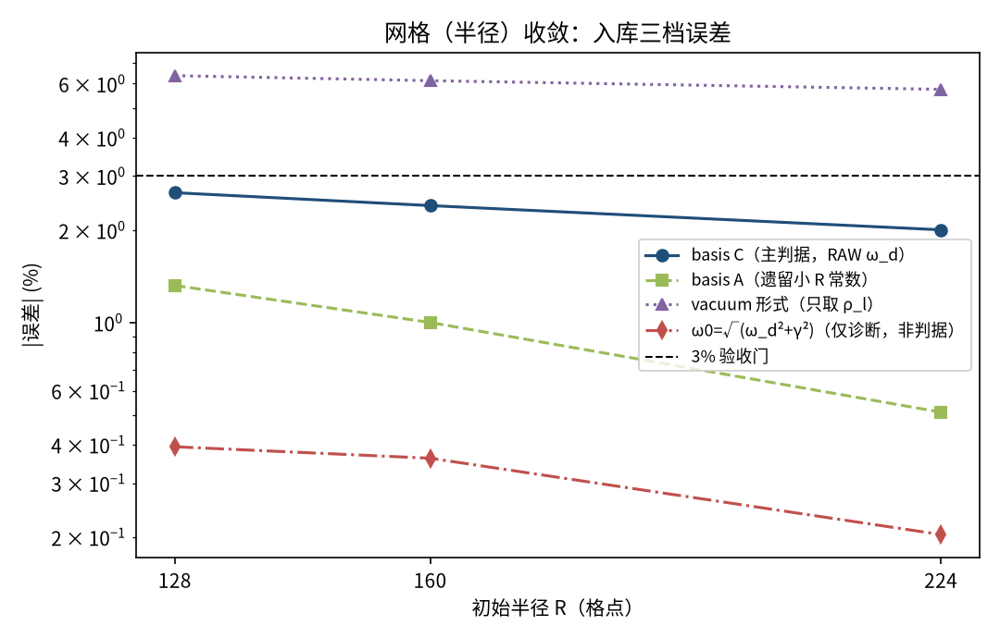 网格（半径）收敛：入库三档误差
|误差| (%)
6 × 10⁰
4 × 10⁰
3 × 10⁰
2 × 10⁰
10⁰
6 × 10⁻¹
4 × 10⁻¹
3 × 10⁻¹
2 × 10⁻¹
basis C（主判据，RAW ω_d）
basis A（遗留小 R 常数）
vacuum 形式（只取 ρ_l）
ω0=√(ω_d²+γ²)（仅诊断，非判据）
3% 验收门
128
160
224
初始半径 R（格点）